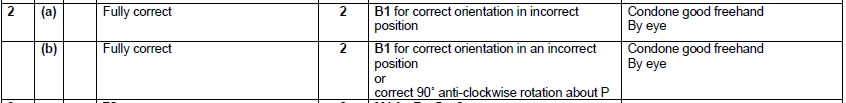 2 (a) Fully correct 2 B1 for correct orientation in incorrect Condone good freehand
position By eye
(b) Fully correct 2 B1 for correct orientation in an incorrect Condone good freehand
position By eye
or
correct 90˚ anti-clockwise rotation about P